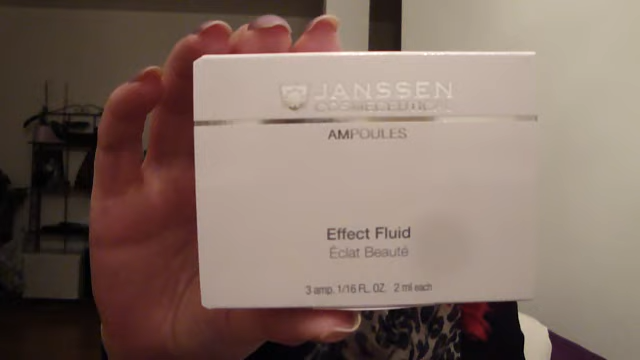 JANSSEN
COSMECEUTICAL
AMPOULES
Effect Fluid
Éclat Beauté
3 amp. 1/16 FL. OZ. 2 ml each